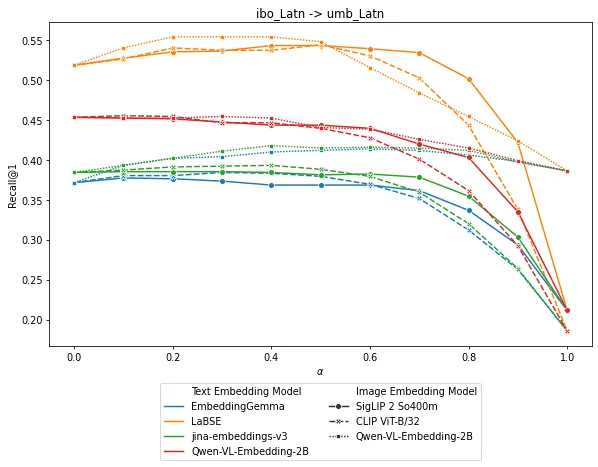 ibo_Latn -> umb_Latn
Recall@1
0.55
0.50
0.45
0.40
0.35
0.30
0.25
0.20
0.0 0.2 0.4 0.6 0.8 1.0
α
Text Embedding Model Image Embedding Model
EmbeddingGemma SigLIP 2 So400m
LaBSE CLIP ViT-B/32
jina-embeddings-v3 Qwen-VL-Embedding-2B
Qwen-VL-Embedding-2B